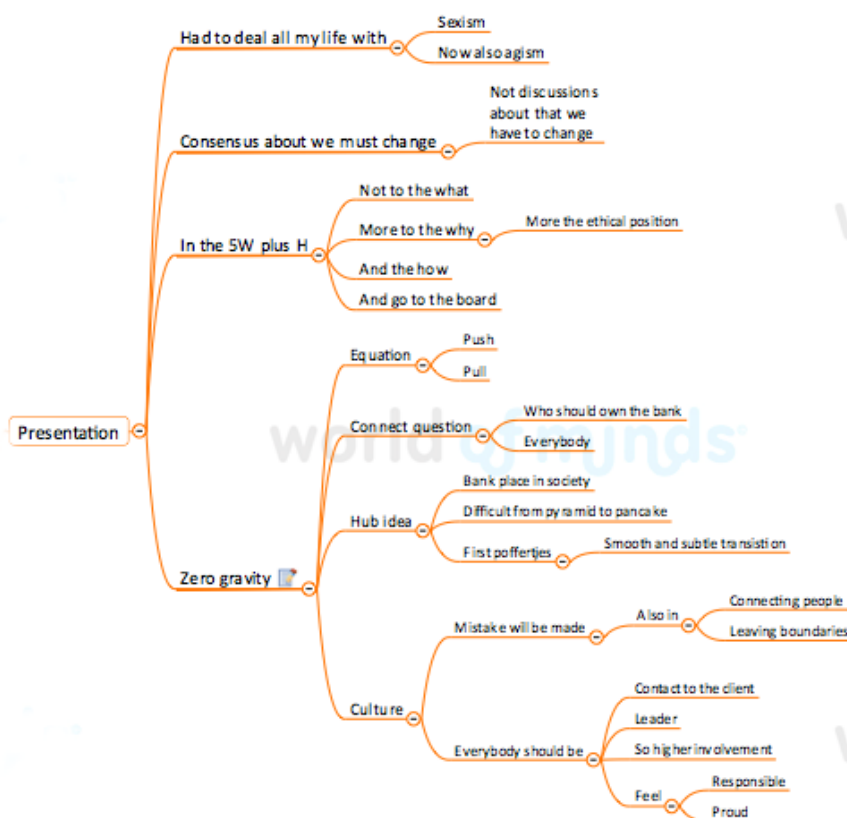 Had to deal all my life with
Sexism
Now also agism
Consensus about we must change
Not discussions
about that we
have to change
In the 5W plus H
Not to the what
More to the why
More the ethical position
And the how
And go to the board
Presentation
Zero gravity
Equation
Push
Pull
Connect question
Who should own the bank
Everybody
world of minds
Hub idea
Bank place in society
Difficult from pyramid to pancake
First poffertjes
Smooth and subtle transistion
Culture
Mistake will be made
Also in
Connecting people
Leaving boundaries
Everybody should be
Contact to the client
Leader
So higher involvement
Feel
Responsible
Proud